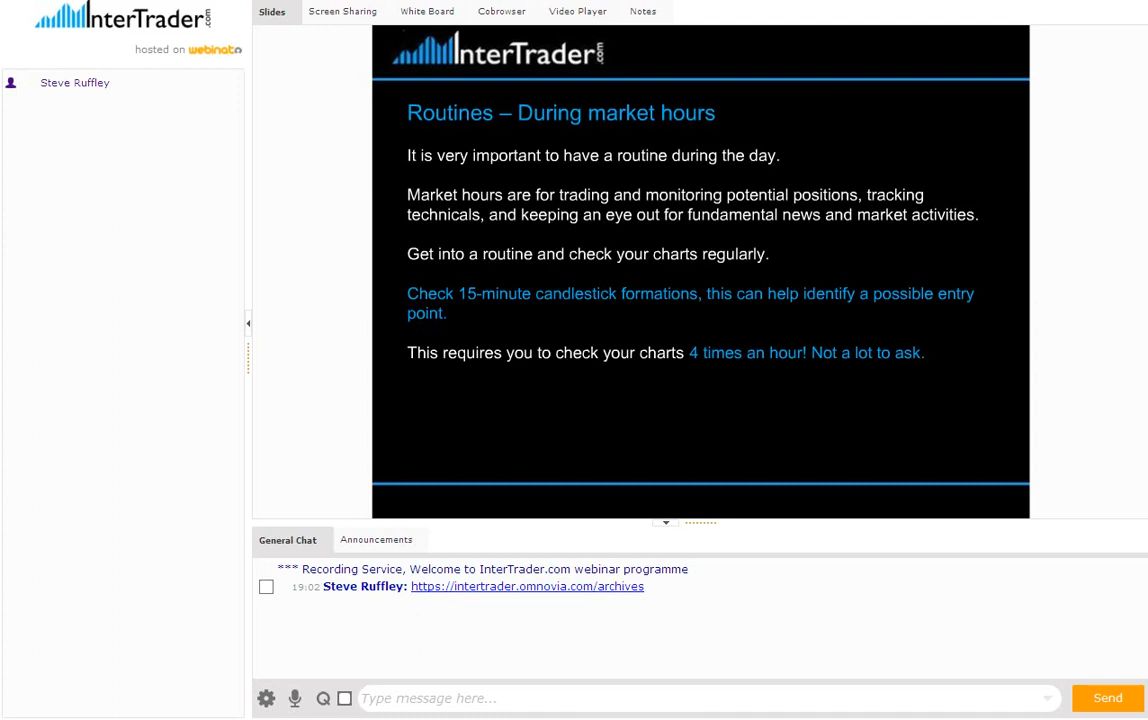 InterTrader.com
hosted on webinato
Steve Ruffley
Slides Screen Sharing White Board Cobrowser Video Player Notes
InterTrader.com
Routines – During market hours
It is very important to have a routine during the day.
Market hours are for trading and monitoring potential positions, tracking
technicals, and keeping an eye out for fundamental news and market activities.
Get into a routine and check your charts regularly.
Check 15-minute candlestick formations, this can help identify a possible entry
point.
This requires you to check your charts 4 times an hour! Not a lot to ask.
General Chat Announcements
*** Recording Service, Welcome to InterTrader.com webinar programme
19:02 Steve Ruffley: https://intertrader.omnovia.com/archives
Type message here...
Send